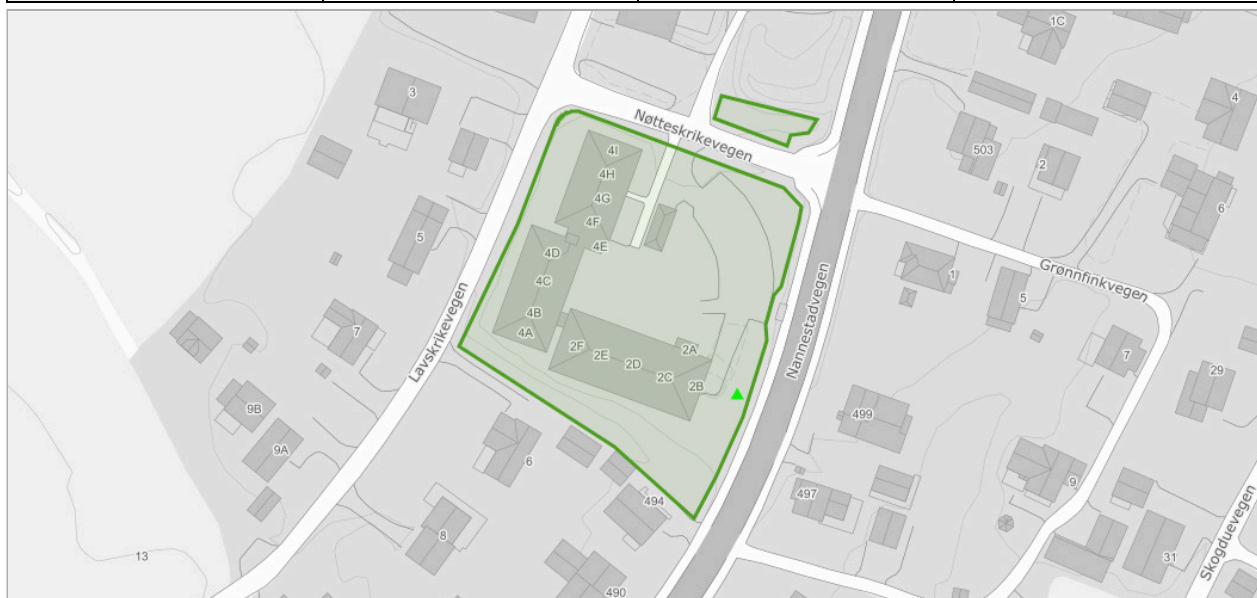 1C
3
4
Nøtteskrikevegen
503
2
4I
4H
4G
6
4F
5
4E
4D
1
Grønnfinkvegen
4C
5
Lavskrikevegen
Nannestadvegen
4B
7
4A
2F
2A
7
2E
2D
29
2C
2B
9B
499
9A
6
9
494
497
Skogduevegen
8
13
31
490